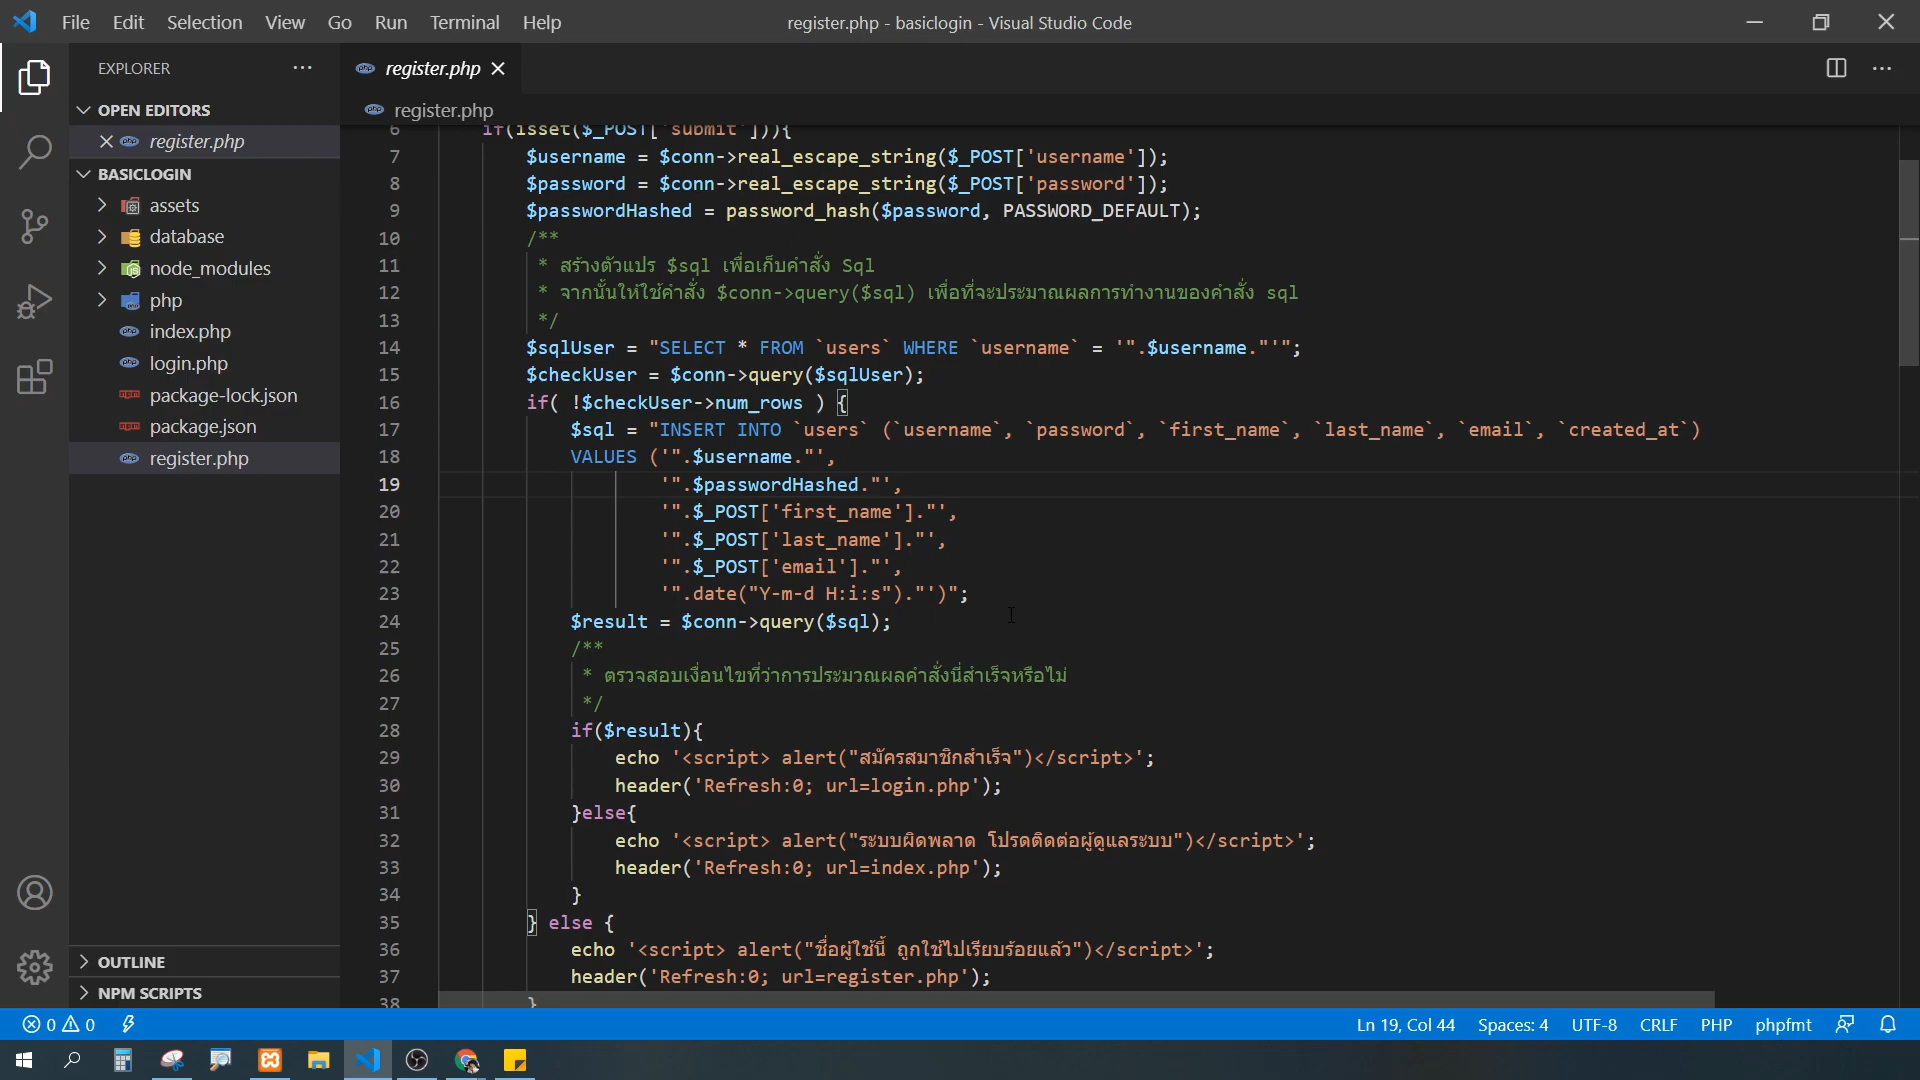 File Edit Selection View Go Run Terminal Help
register.php - basiclogin - Visual Studio Code
EXPLORER
register.php
OPEN EDITORS
register.php
register.php
BASICLOGIN
assets
database
node_modules
php
index.php
login.php
package-lock.json
package.json
register.php
OUTLINE
NPM SCRIPTS
6 if(isset($_POST['submit'])){
7 $username = $conn->real_escape_string($_POST['username']);
8 $password = $conn->real_escape_string($_POST['password']);
9 $passwordHashed = password_hash($password, PASSWORD_DEFAULT);
10 /**
11 * สร้างตัวแปร $sql เพื่อเก็บคำสั่ง Sql
12 * จากนั้นให้ใช้คำสั่ง $conn->query($sql) เพื่อที่จะประมาณผลการทำงานของคำสั่ง sql
13 */
14 $sqlUser = "SELECT * FROM `users` WHERE `username` = '".$username."'";
15 $checkUser = $conn->query($sqlUser);
16 if( !$checkUser->num_rows ) {
17 $sql = "INSERT INTO `users` (`username`, `password`, `first_name`, `last_name`, `email`, `created_at`)
18 VALUES ('".$username."',
19 '".$passwordHashed."',
20 '".$_POST['first_name']."',
21 '".$_POST['last_name']."',
22 '".$_POST['email']."',
23 '".date("Y-m-d H:i:s")."')";
24 $result = $conn->query($sql);
25 /**
26 * ตรวจสอบเงื่อนไขที่ว่าการประมวณผลคำสั่งนี่สำเร็จหรือไม่
27 */
28 if($result){
29 echo '<script> alert("สมัครสมาชิกสำเร็จ")</script>';
30 header('Refresh:0; url=login.php');
31 }else{
32 echo '<script> alert("ระบบผิดพลาด โปรดติดต่อผู้ดูแลระบบ")</script>';
33 header('Refresh:0; url=index.php');
34 }
35 } else {
36 echo '<script> alert("ชื่อผู้ใช้นี้ ถูกใช้ไปเรียบร้อยแล้ว")</script>';
37 header('Refresh:0; url=register.php');
38 }
0 0
Ln 19, Col 44 Spaces: 4 UTF-8 CRLF PHP phpfmt